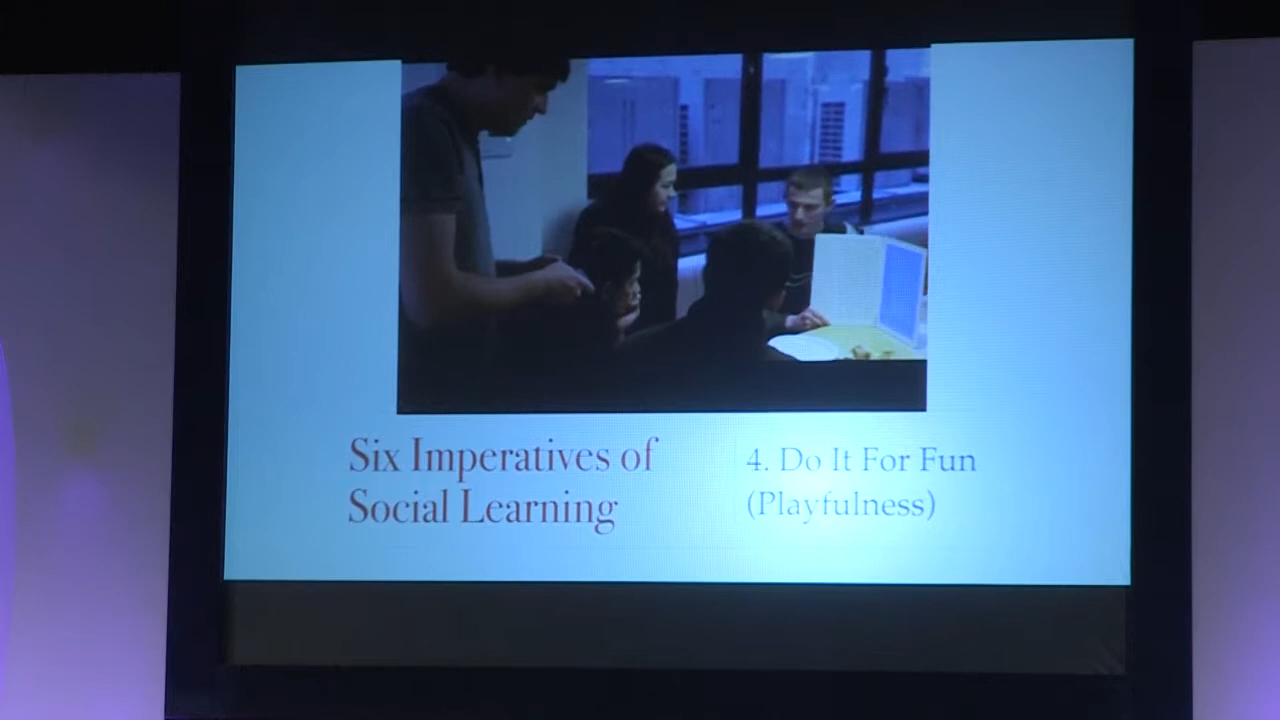 Six Imperatives of
Social Learning
4. Do It For Fun
(Playfulness)